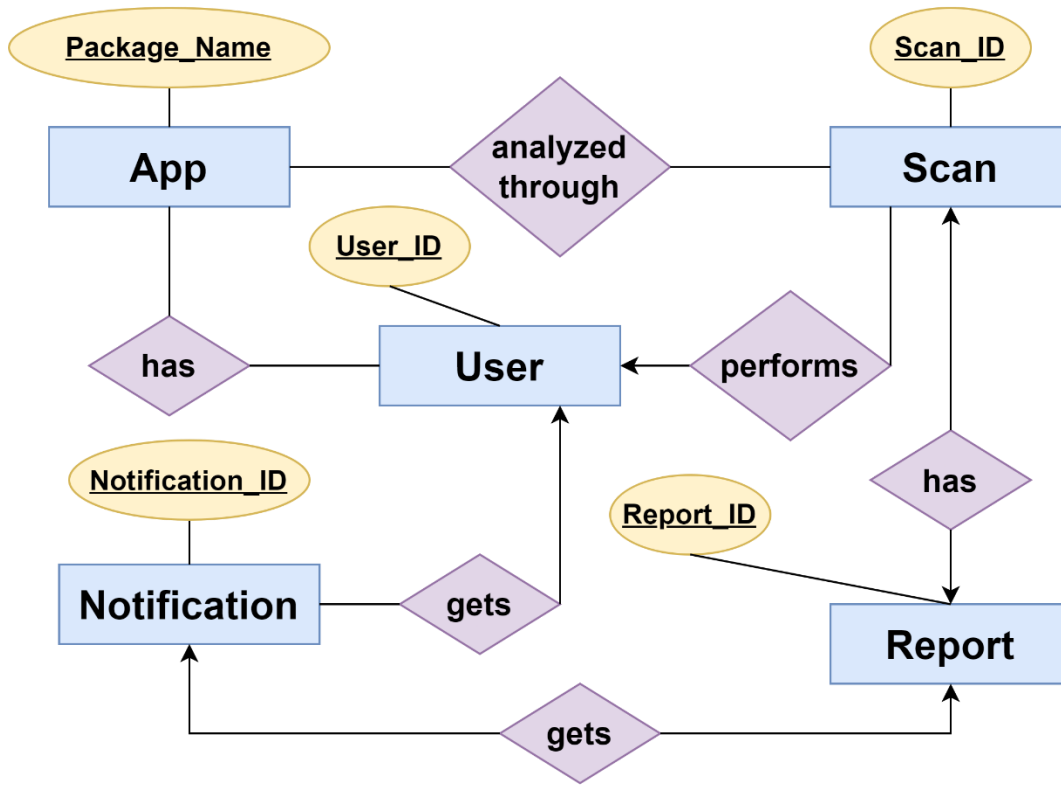 Package_Name
Scan_ID
App
analyzed
through
Scan
User_ID
has
User
performs
Notification_ID
Report_ID
has
Notification
gets
Report
gets